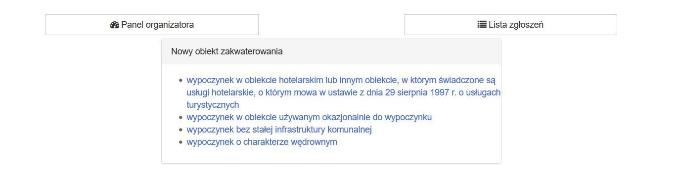 Panel organizatora
Lista zgłoszeń
Nowy obiekt zakwaterowania
wypoczynek w obiekcie hotelarskim lub innym obiekcie, w którym świadczone są
usługi hotelarskie, o którym mowa w ustawie z dnia 29 sierpnia 1997 r. o usługach
turystycznych
wypoczynek w obiekcie używanym okazjonalnie do wypoczynku
wypoczynek bez stałej infrastruktury komunalnej
wypoczynek o charakterze wędrownym